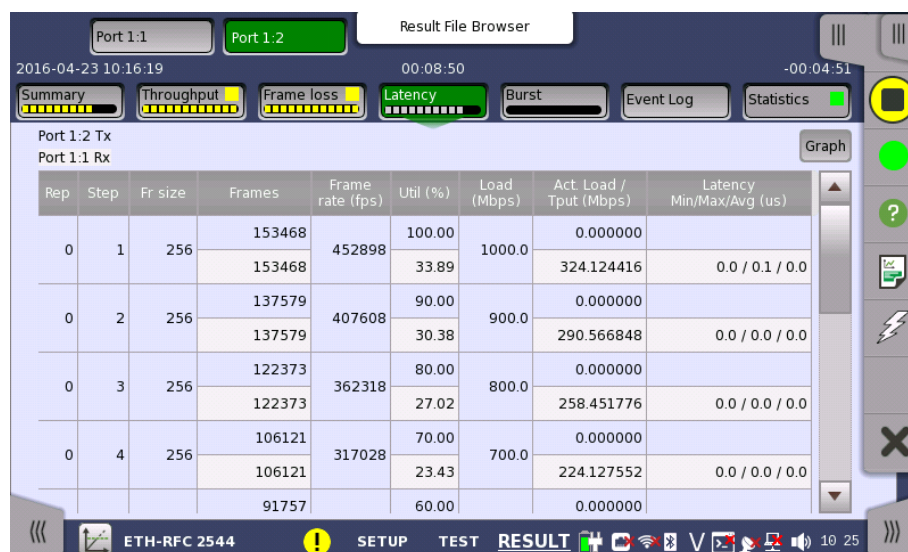 Result File Browser
Port 1:1
Port 1:2
2016-04-23 10:16:19
00:08:50
-00:04:51
Summary
Throughput
Frame loss
Latency
Burst
Event Log
Statistics
Port 1:2 Tx
Port 1:1 Rx
Graph
Rep Step Fr size Frames Frame rate (fps) Util (%) Load (Mbps) Act. Load / Tput (Mbps) Latency Min/Max/Avg (us)
153468 100.00 0.000000
0 1 256 452898 1000.0
153468 33.89 324.124416 0.0 / 0.1 / 0.0
137579 90.00 0.000000
0 2 256 407608 900.0
137579 30.38 290.566848 0.0 / 0.0 / 0.0
122373 80.00 0.000000
0 3 256 362318 800.0
122373 27.02 258.451776 0.0 / 0.0 / 0.0
106121 70.00 0.000000
0 4 256 317028 700.0
106121 23.43 224.127552 0.0 / 0.0 / 0.0
91757 60.00 0.000000
ETH-RFC 2544
SETUP TEST RESULT
10 25